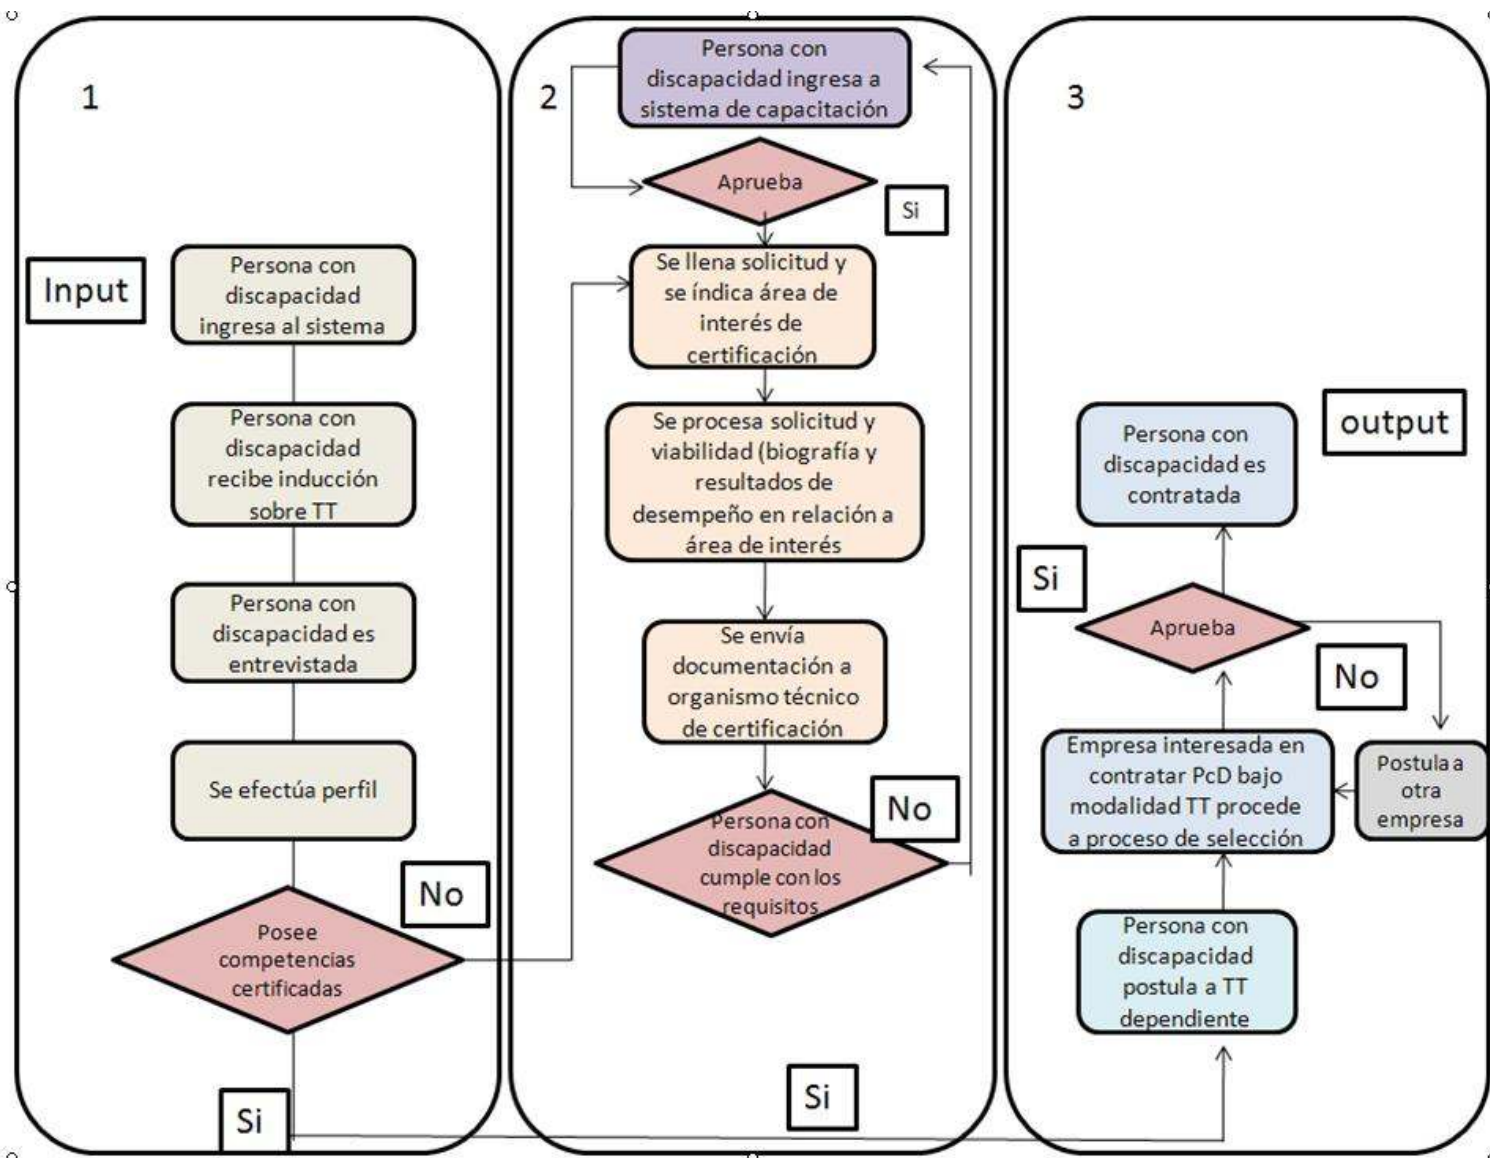 1
Input
Persona con
discapacidad
ingresa al sistema
Persona con
discapacidad
recibe inducción
sobre TT
Persona con
discapacidad es
entrevistada
Se efectúa perfil
No
Posee
competencias
certificadas
Si
2
Persona con
discapacidad ingresa a
sistema de capacitación
Aprueba
Si
Se llena solicitud y
se índica área de
interés de
certificación
Se procesa solicitud y
viabilidad (biografía y
resultados de
desempeño en relación a
área de interés
Se envía
documentación a
organismo técnico
de certificación
No
Persona con
discapacidad
cumple con los
requisitos
Si
3
output
Persona con
discapacidad es
contratada
Si
Aprueba
No
Empresa interesada en
contratar PcD bajo
modalidad TT procede
a proceso de selección
Postula a
otra
empresa
Persona con
discapacidad
postula a TT
dependiente